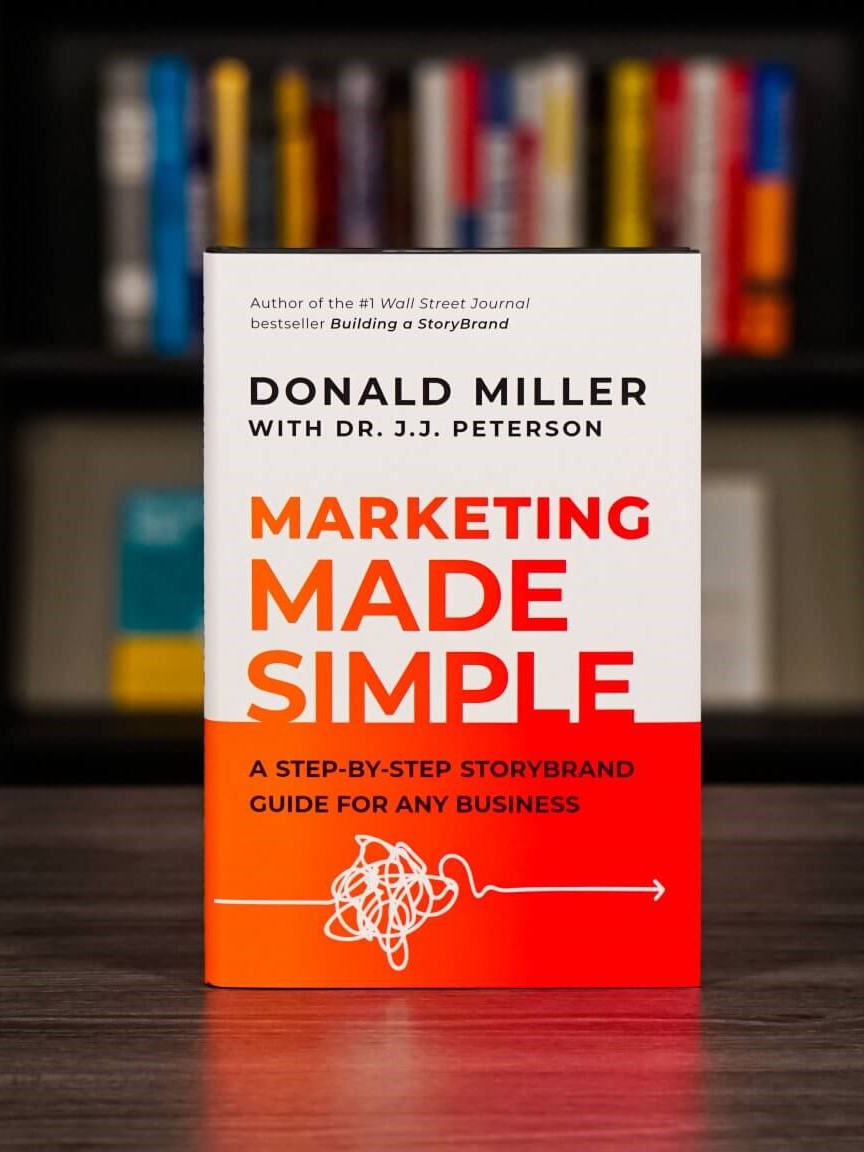 Author of the #1 Wall Street Journal
bestseller Building a StoryBrand
DONALD MILLER
WITH DR. J.J. PETERSON
MARKETING
MADE
SIMPLE
A STEP-BY-STEP STORYBRAND
GUIDE FOR ANY BUSINESS